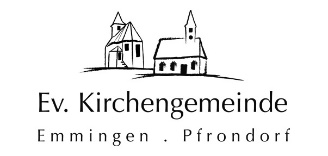 Ev. Kirchengemeinde
Emmingen . Pfrondorf